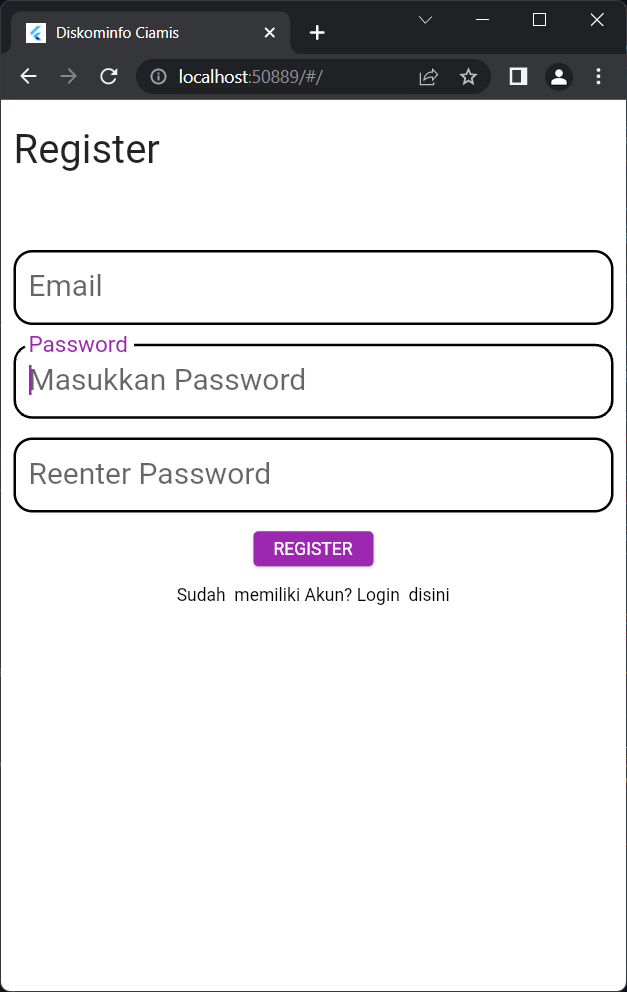 Diskominfo Ciamis
localhost:50889/#/
Register
Email
Password
Masukkan Password
Reenter Password
REGISTER
Sudah  memiliki Akun? Login  disini